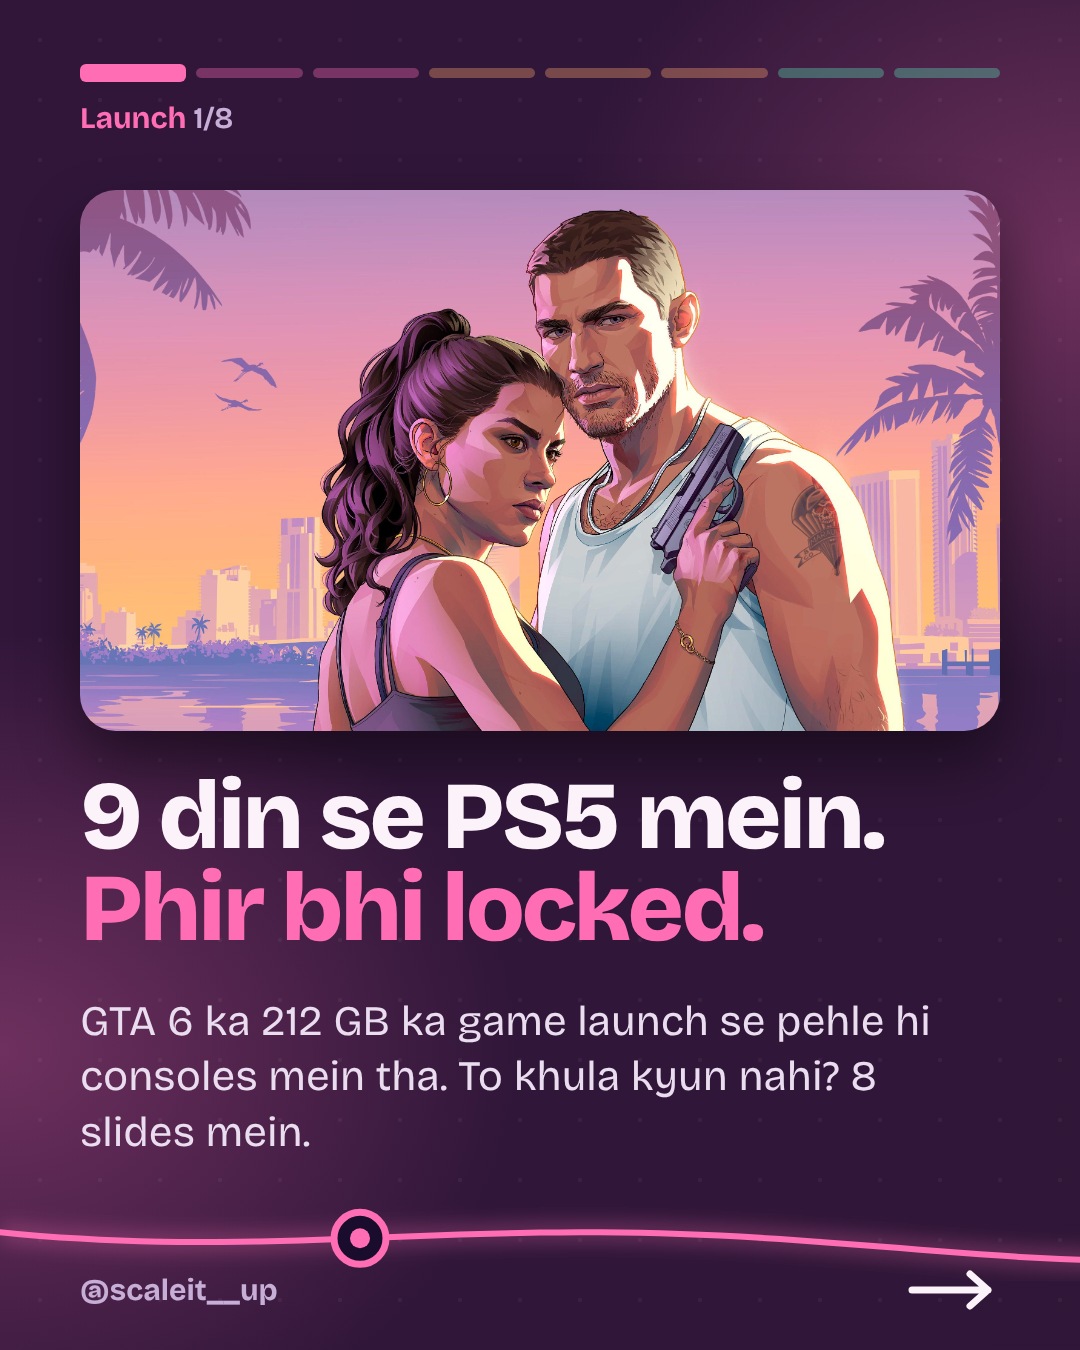 Launch 1/8
9 din se PS5 mein.
Phir bhi locked.
GTA 6 ka 212 GB ka game launch se pehle hi
consoles mein tha. To khula kyun nahi? 8
slides mein.
@scaleit__up